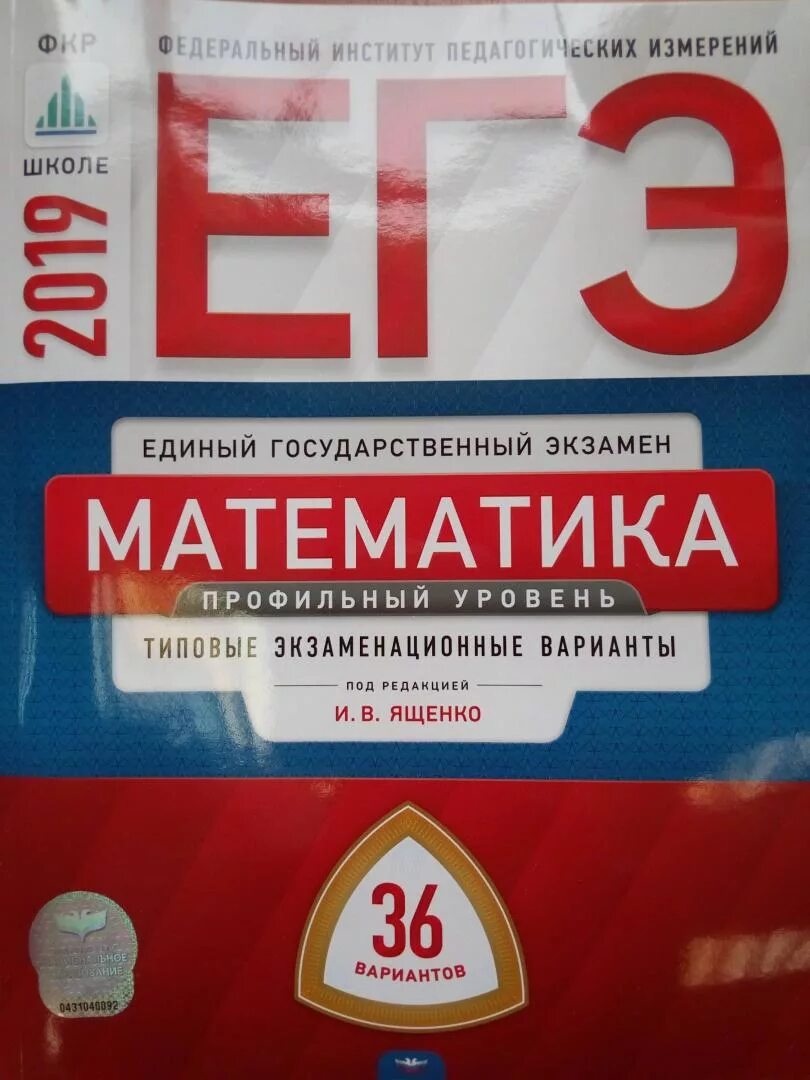 ФКР
ФЕДЕРАЛЬНЫЙ ИНСТИТУТ ПЕДАГОГИЧЕСКИХ ИЗМЕРЕНИЙ
ШКОЛЕ
2019
ЕГЭ
ЕДИНЫЙ ГОСУДАРСТВЕННЫЙ ЭКЗАМЕН
МАТЕМАТИКА
ПРОФИЛЬНЫЙ УРОВЕНЬ
ТИПОВЫЕ ЭКЗАМЕНАЦИОННЫЕ ВАРИАНТЫ
ПОД РЕДАКЦИЕЙ
И. В. ЯЩЕНКО
36
ВАРИАНТОВ
0431040092